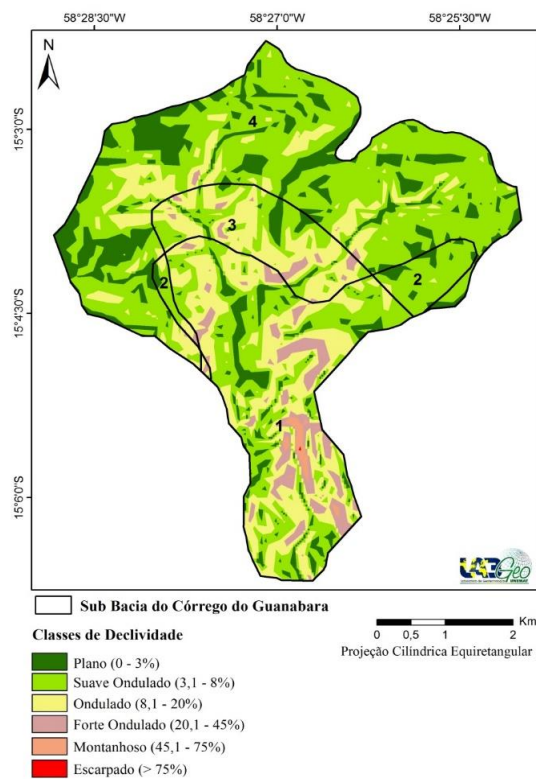 58°28'30"W 58°27'0"W 58°25'30"W
N
15°3'0"S
4
3
2 2
15°4'30"S
1
15°6'0"S
LABGeo
UNEMAT
Sub Bacia do Córrego do Guanabara
Classes de Declividade
Km
0 0,5 1 2
Projeção Cilíndrica Equiretangular
Plano (0 - 3%)
Suave Ondulado (3,1 - 8%)
Ondulado (8,1 - 20%)
Forte Ondulado (20,1 - 45%)
Montanhoso (45,1 - 75%)
Escarpado (> 75%)